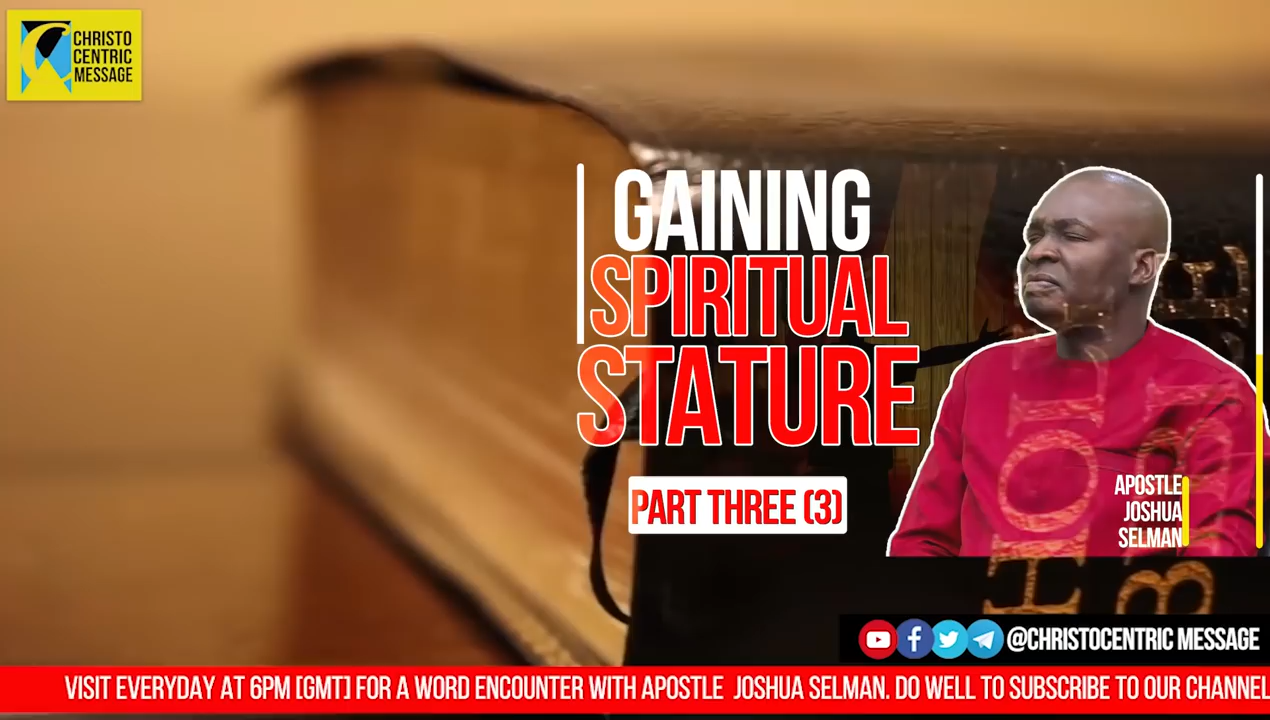 CHRISTO
CENTRIC
MESSAGE
GAINING
SPIRITUAL
STATURE
PART THREE (3)
APOSTLE
JOSHUA
SELMAN
@CHRISTOCENTRIC MESSAGE
VISIT EVERYDAY AT 6PM [GMT] FOR A WORD ENCOUNTER WITH APOSTLE JOSHUA SELMAN. DO WELL TO SUBSCRIBE TO OUR CHANNEL